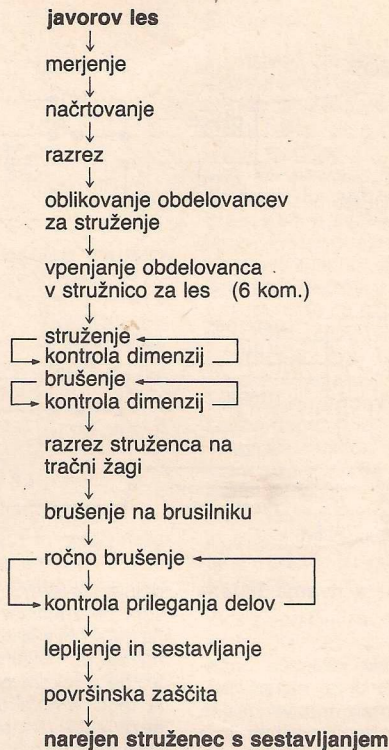 javorov les
merjenje
načrtovanje
razrez
oblikovanje obdelovancev
za struženje
vpenjanje obdelovanca
v stružnico za les (6 kom.)
struženje
kontrola dimenzij
brušenje
kontrola dimenzij
razrez struženca na
tračni žagi
brušenje na brusilniku
ročno brušenje
kontrola prileganja delov
lepljenje in sestavljanje
površinska zaščita
narejen struženec s sestavljanjem